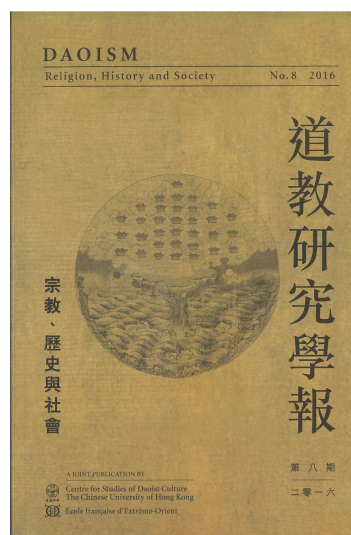 DAOISM
Religion, History and Society No. 8 2016
道教研究學報
宗教、歷史與社會
第八期
二零一六
A JOINT PUBLICATION BY
Centre for Studies of Daoist Culture
The Chinese University of Hong Kong
École française d'Extrême-Orient